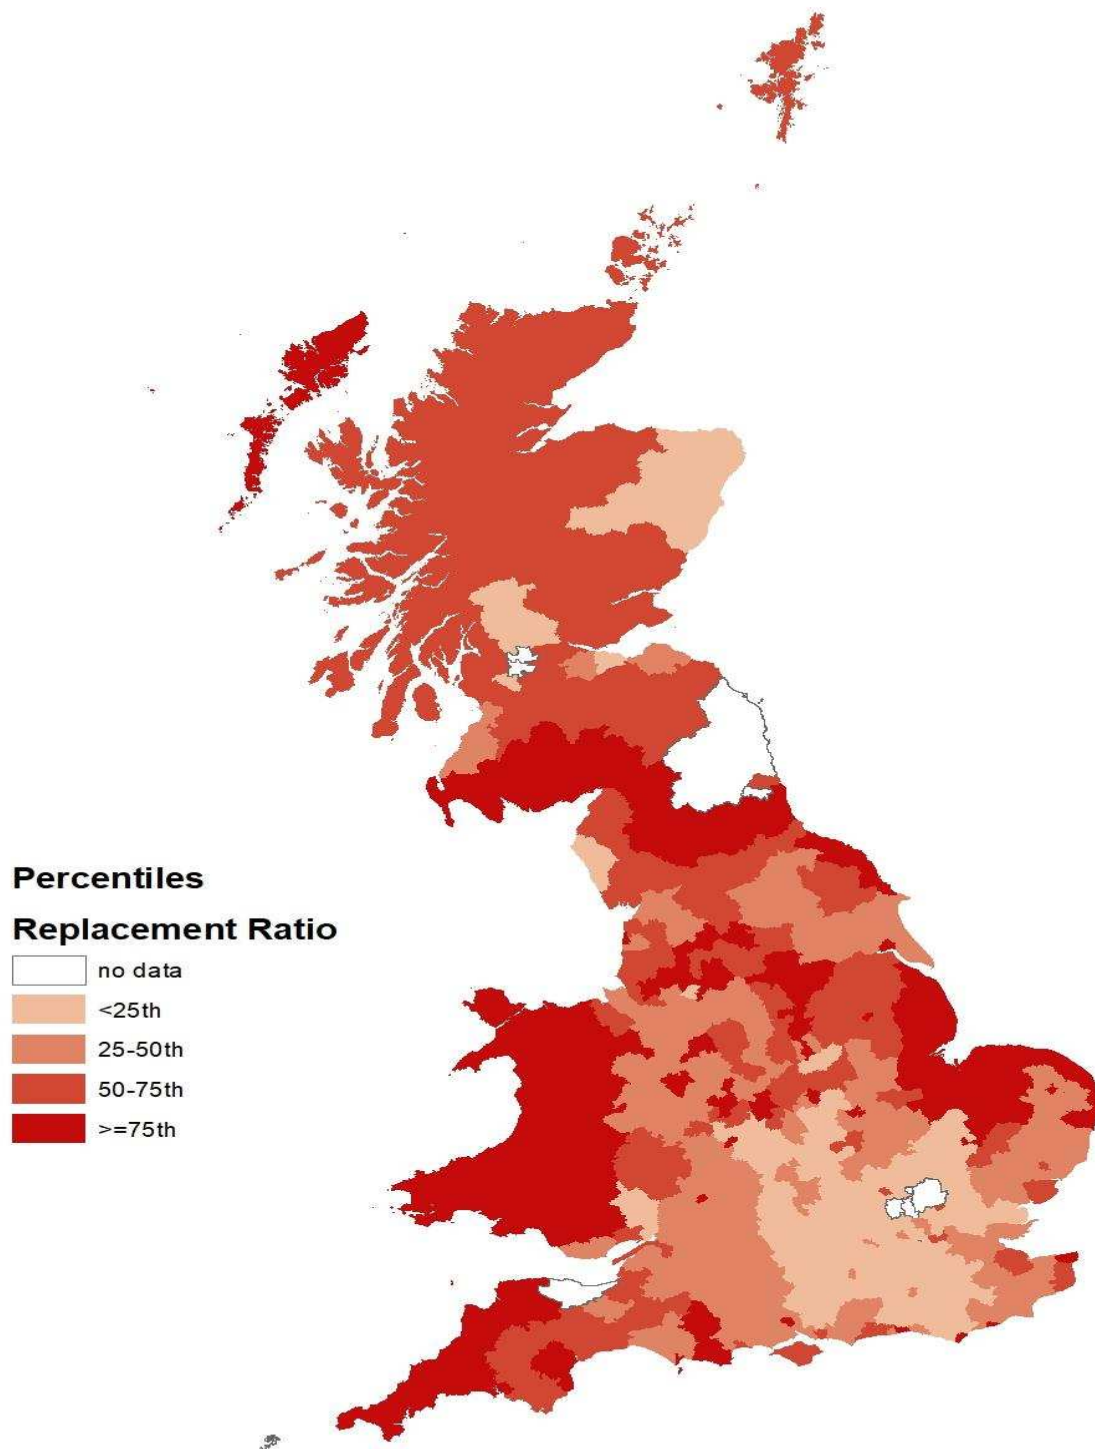 Percentiles
Replacement Ratio
no data
<25th
25-50th
50-75th
>=75th